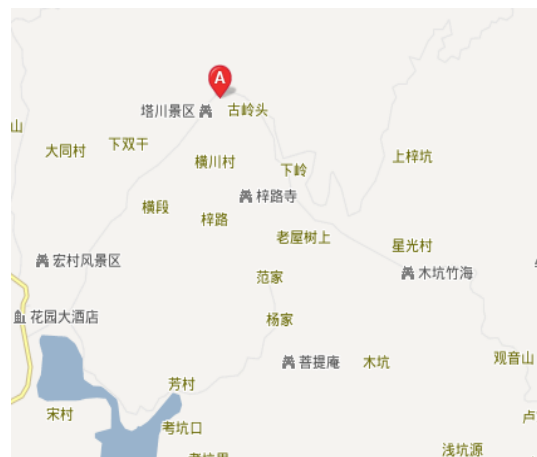 A
塔川景区
古岭头
山
大同村
下双干
横川村
下岭
上梓坑
梓路寺
横段
梓路
老屋树上
星光村
宏村风景区
范家
木坑竹海
花园大酒店
杨家
菩提庵
木坑
观音山
芳村
宋村
考坑口
卢
浅坑源